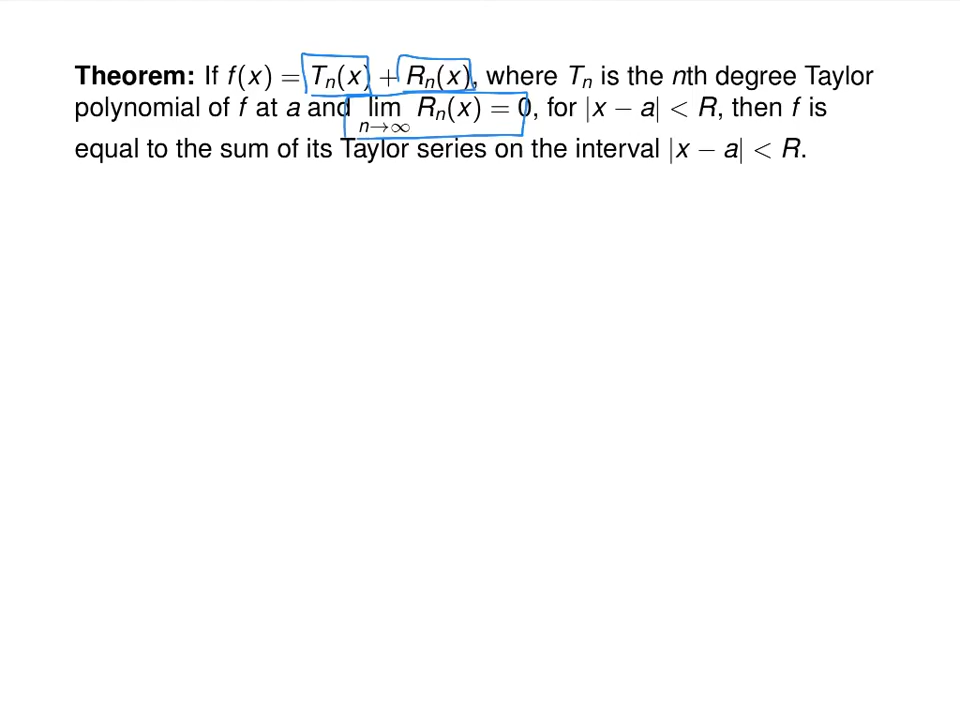 Theorem: If f(x) = Tₙ(x) + Rₙ(x), where Tₙ is the nth degree Taylor
polynomial of f at a and lim n→∞ Rₙ(x) = 0, for |x − a| < R, then f is
equal to the sum of its Taylor series on the interval |x − a| < R.